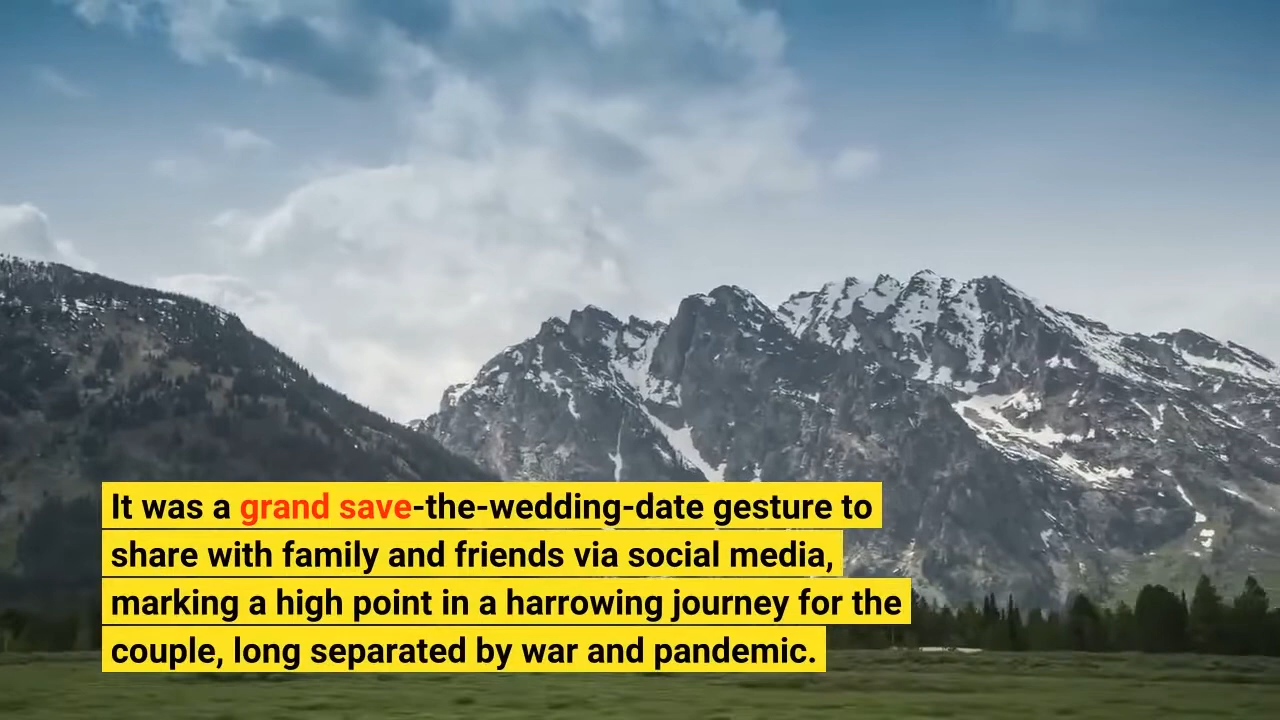 It was a grand save-the-wedding-date gesture to
share with family and friends via social media,
marking a high point in a harrowing journey for the
couple, long separated by war and pandemic.